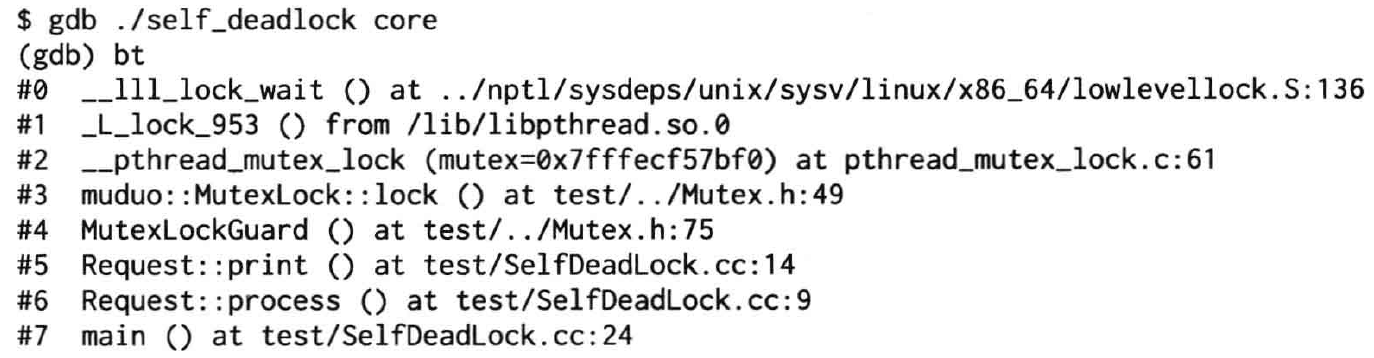 $ gdb ./self_deadlock core
(gdb) bt
#0  __lll_lock_wait () at ../nptl/sysdeps/unix/sysv/linux/x86_64/lowlevellock.S:136
#1  _L_lock_953 () from /lib/libpthread.so.0
#2  __pthread_mutex_lock (mutex=0x7fffecf57bf0) at pthread_mutex_lock.c:61
#3  muduo::MutexLock::lock () at test/../Mutex.h:49
#4  MutexLockGuard () at test/../Mutex.h:75
#5  Request::print () at test/SelfDeadLock.cc:14
#6  Request::process () at test/SelfDeadLock.cc:9
#7  main () at test/SelfDeadLock.cc:24